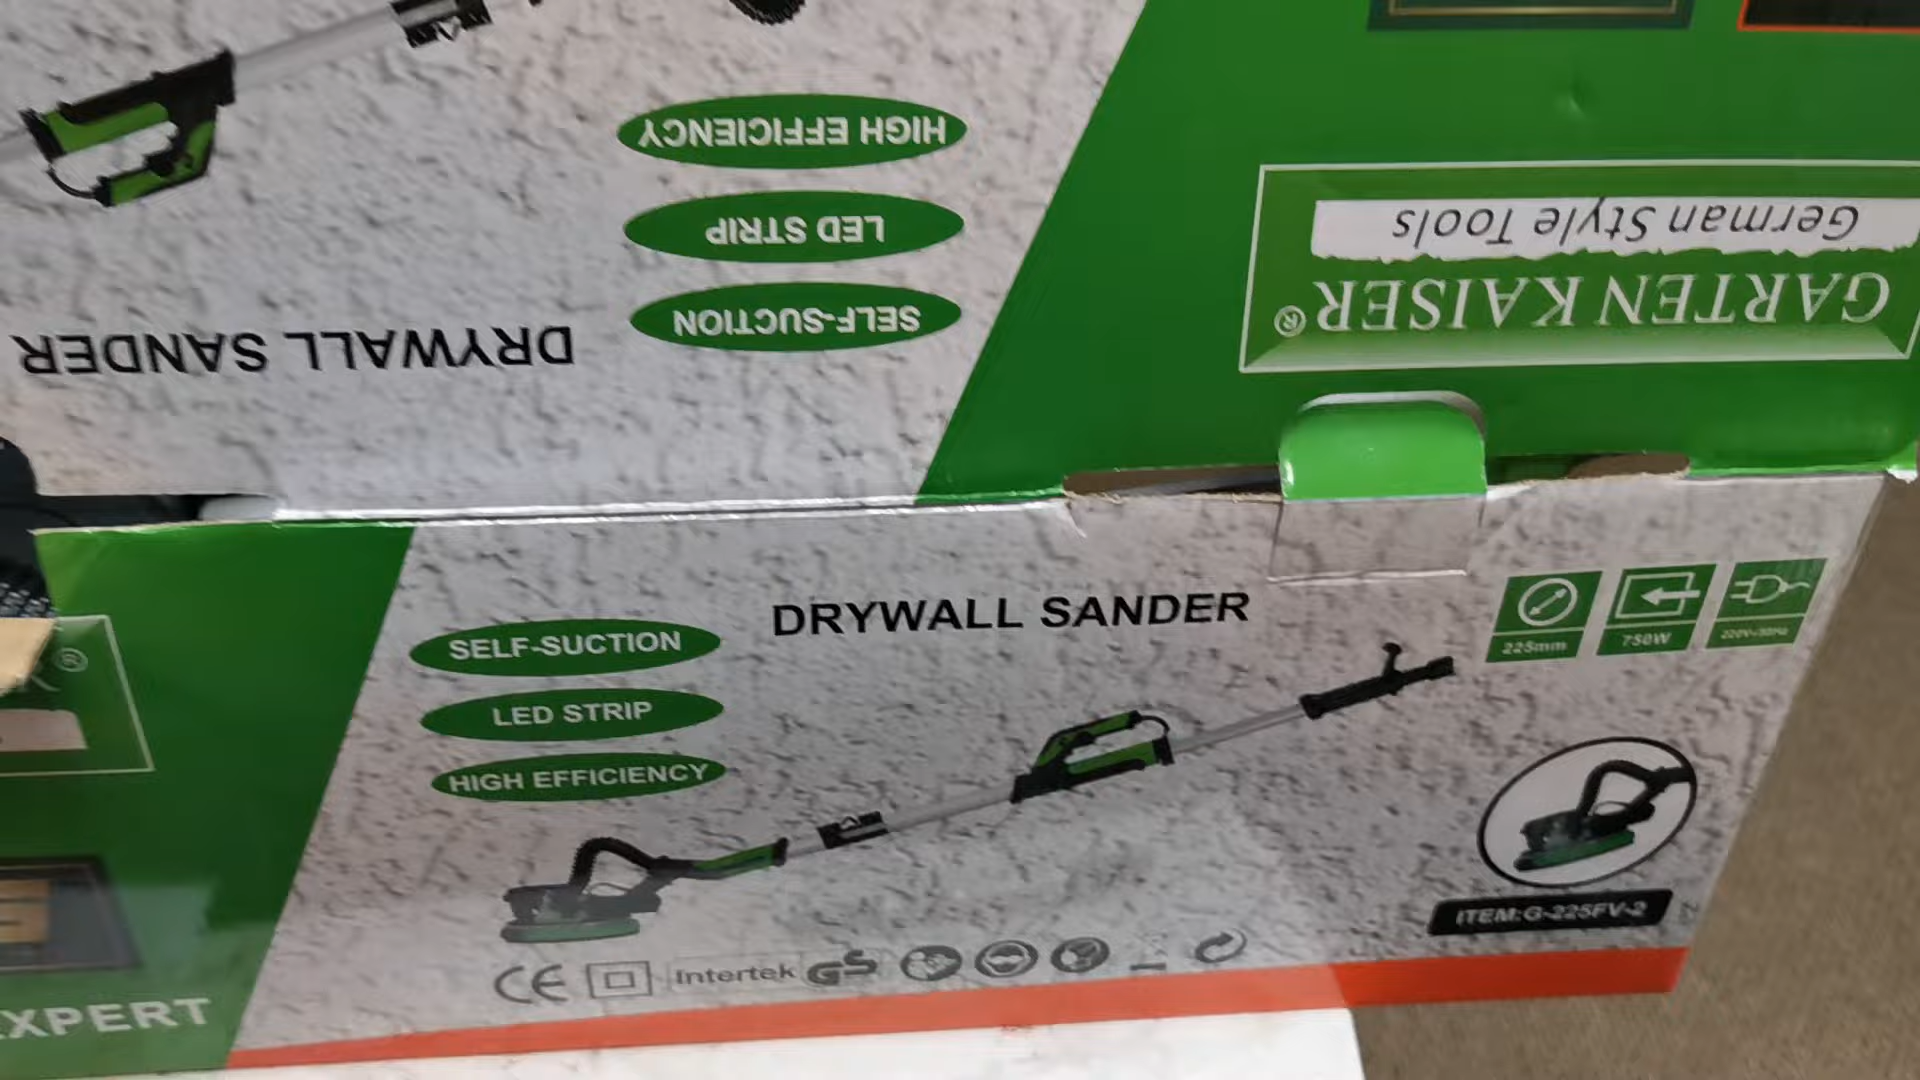 HIGH EFFICIENCY
LED STRIP
SELF-SUCTION
DRYWALL SANDER
German Style Tools
GARTEN KAISER®
DRYWALL SANDER
SELF-SUCTION
LED STRIP
HIGH EFFICIENCY
225mm
750W
ITEM:G-225FV-2
CE
Intertek
GS
®
XPERT